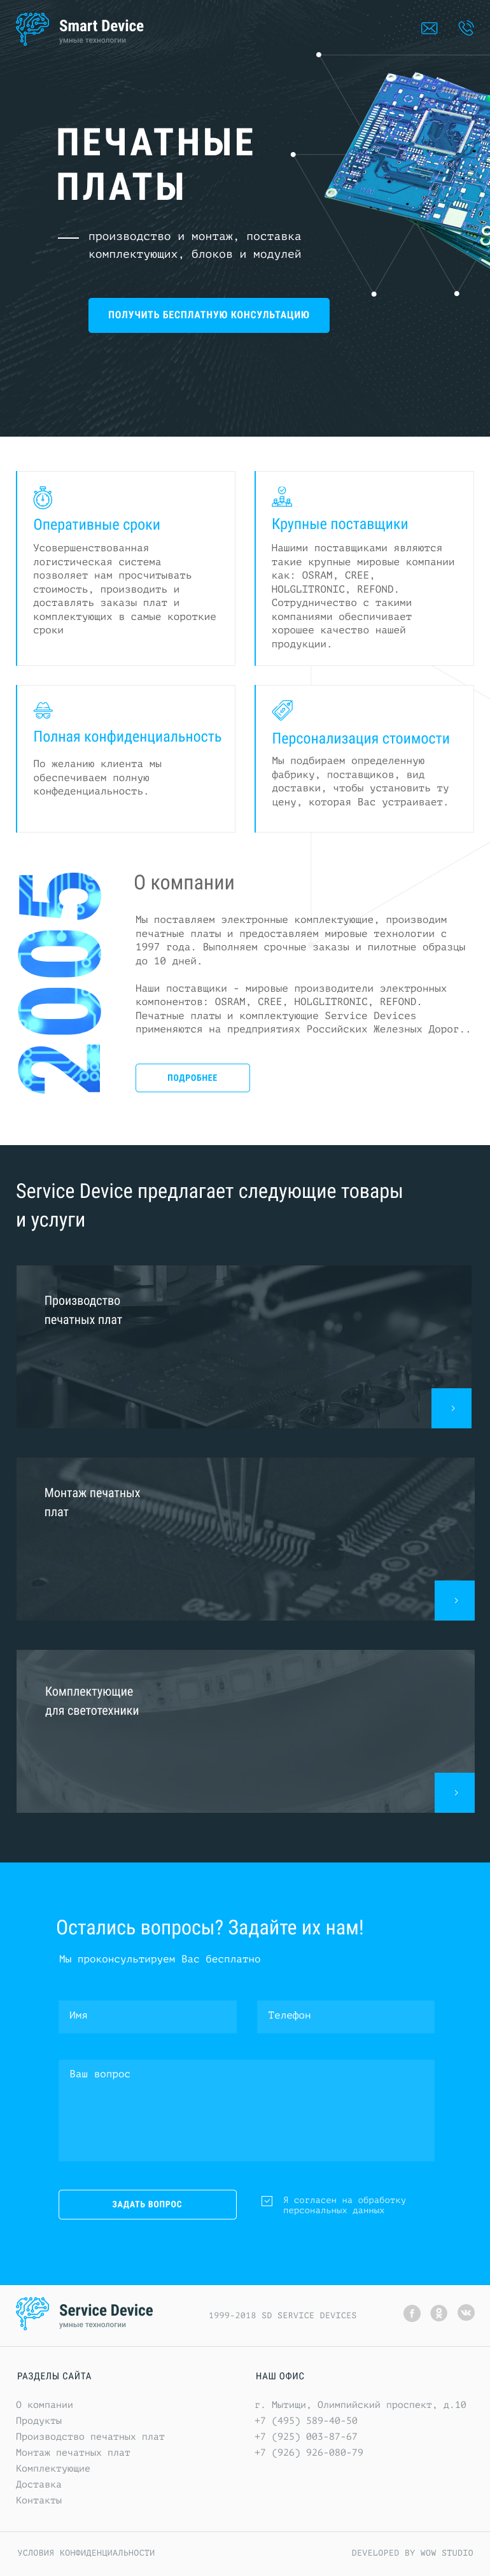 Smart Device
умные технологии
ПЕЧАТНЫЕ
ПЛАТЫ
производство и монтаж, поставка
комплектующих, блоков и модулей
ПОЛУЧИТЬ БЕСПЛАТНУЮ КОНСУЛЬТАЦИЮ
Оперативные сроки
Усовершенствованная
логистическая система
позволяет нам просчитывать
стоимость, производить и
доставлять заказы плат и
комплектующих в самые короткие
сроки
Крупные поставщики
Нашими поставщиками являются
такие крупные мировые компании
как: OSRAM, CREE,
HOLGLITRONIC, REFOND.
Сотрудничество с такими
компаниями обеспечивает
хорошее качество нашей
продукции.
Полная конфиденциальность
По желанию клиента мы
обеспечиваем полную
конфеденциальность.
Персонализация стоимости
Мы подбираем определенную
фабрику, поставщиков, вид
доставки, чтобы установить ту
цену, которая Вас устраивает.
2005
О компании
Мы поставляем электронные комплектующие, производим
печатные платы и предоставляем мировые технологии с
1997 года. Выполняем срочные заказы и пилотные образцы
до 10 дней.
Наши поставщики - мировые производители электронных
компонентов: OSRAM, CREE, HOLGLITRONIC, REFOND.
Печатные платы и комплектующие Service Devices
применяются на предприятиях Российских Железных Дорог..
ПОДРОБНЕЕ
Service Device предлагает следующие товары
и услуги
Производство
печатных плат
Монтаж печатных
плат
Комплектующие
для светотехники
Остались вопросы? Задайте их нам!
Мы проконсультируем Вас бесплатно
Имя
Телефон
Ваш вопрос
ЗАДАТЬ ВОПРОС
Я согласен на обработку
персональных данных
Service Device
умные технологии
1999-2018 SD SERVICE DEVICES
РАЗДЕЛЫ САЙТА
О компании
Продукты
Производство печатных плат
Монтаж печатных плат
Комплектующие
Доставка
Контакты
НАШ ОФИС
г. Мытищи, Олимпийский проспект, д.10
+7 (495) 589-40-50
+7 (925) 003-87-67
+7 (926) 926-080-79
УСЛОВИЯ КОНФИДЕНЦИАЛЬНОСТИ
DEVELOPED BY WOW STUDIO